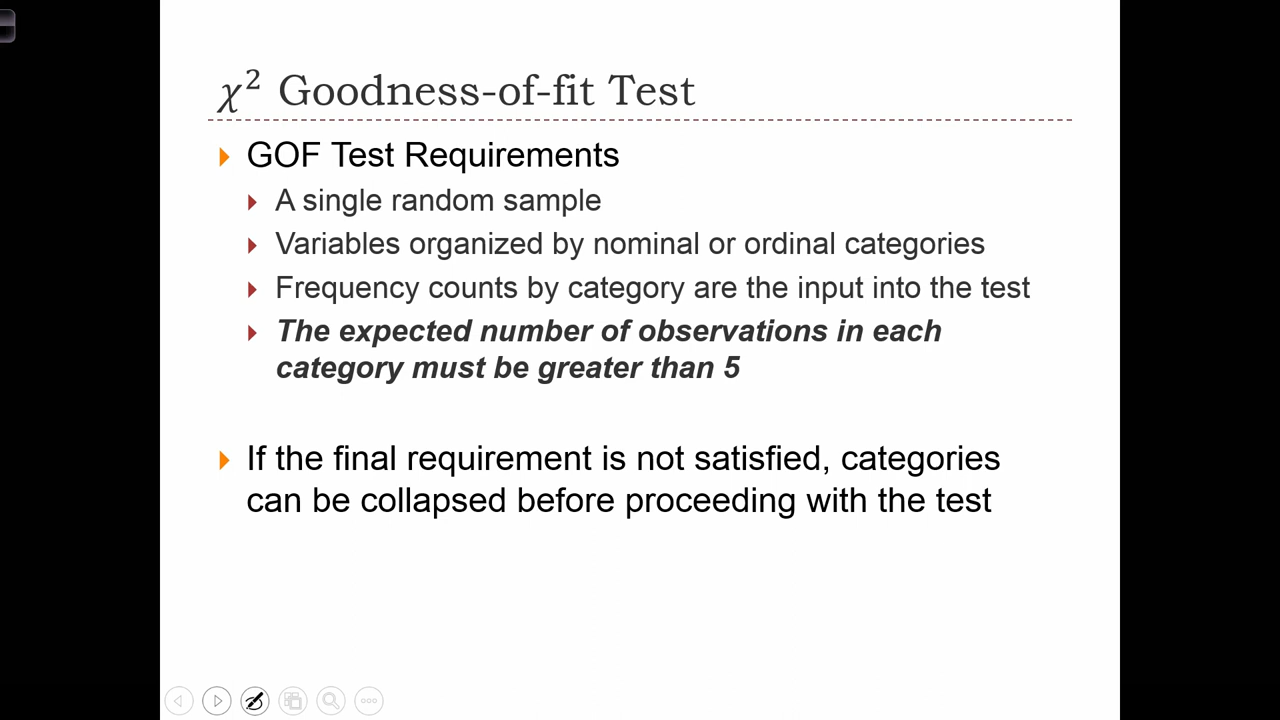 χ² Goodness-of-fit Test
GOF Test Requirements
A single random sample
Variables organized by nominal or ordinal categories
Frequency counts by category are the input into the test
The expected number of observations in each
category must be greater than 5
If the final requirement is not satisfied, categories
can be collapsed before proceeding with the test